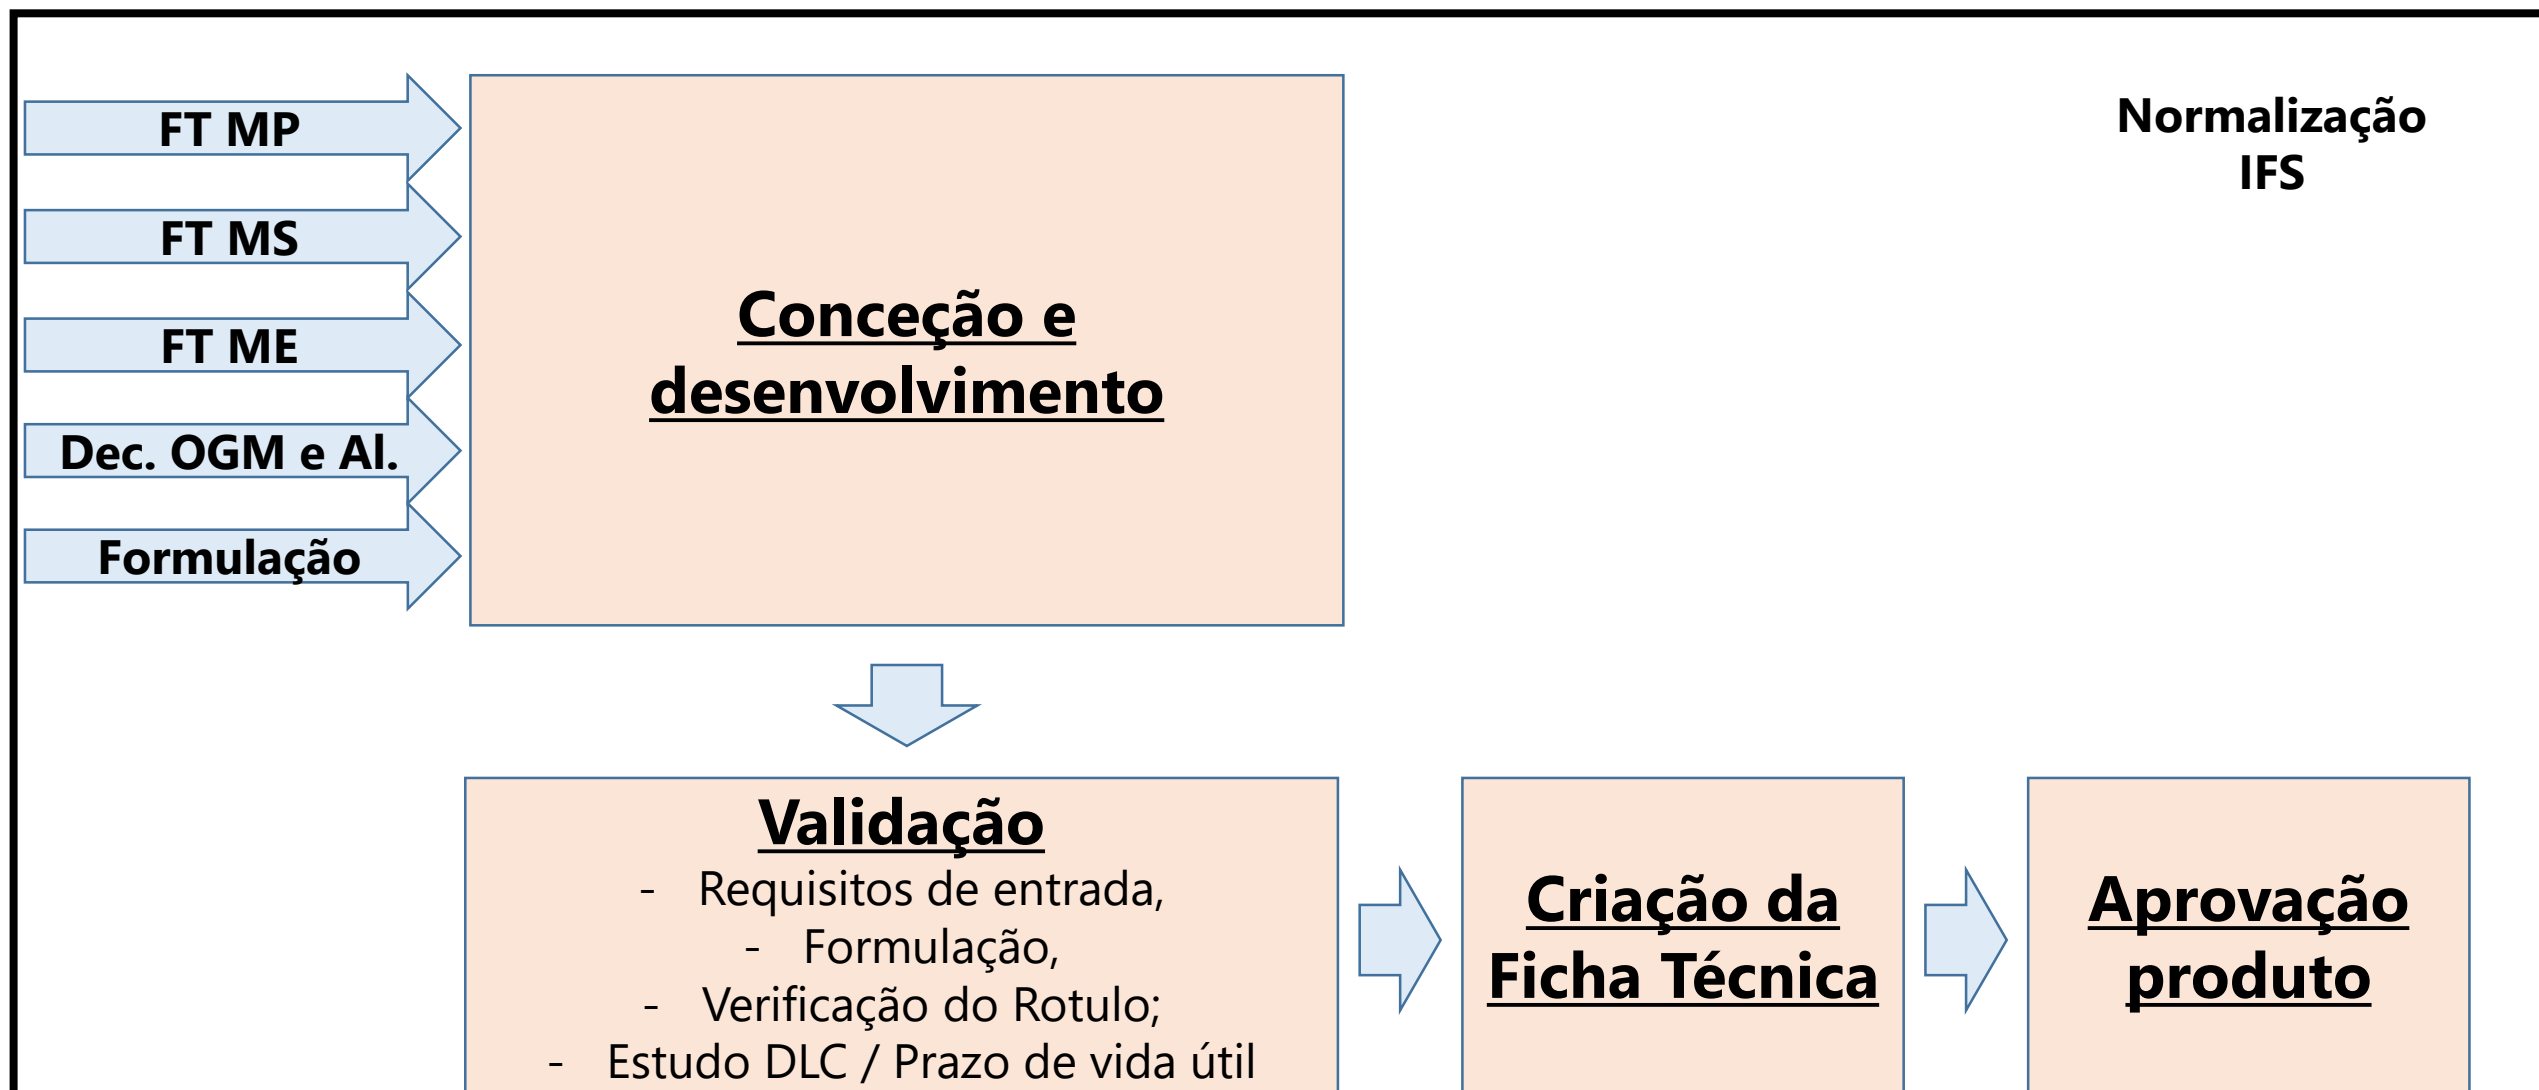 FT MP
FT MS
FT ME
Dec. OGM e Al.
Formulação
Conceção e
desenvolvimento
Normalização
IFS
Validação
- Requisitos de entrada,
- Formulação,
- Verificação do Rotulo;
- Estudo DLC / Prazo de vida útil
Criação da
Ficha Técnica
Aprovação
produto